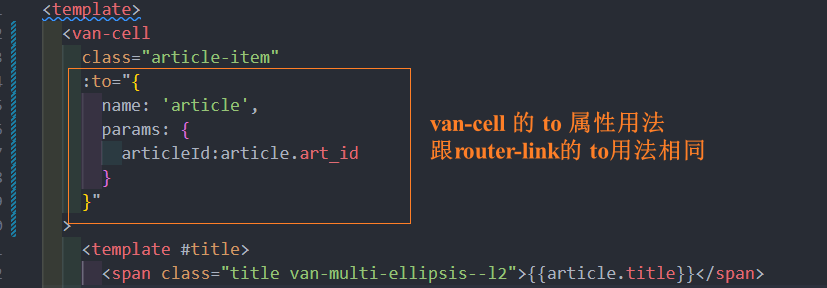 <template>
<van-cell
class="article-item"
:to="{
name: 'article',
params: {
articleId:article.art_id
}
}"
>
van-cell 的 to 属性用法
跟router-link的 to用法相同
<template #title>
<span class="title van-multi-ellipsis--l2">{{article.title}}</span>